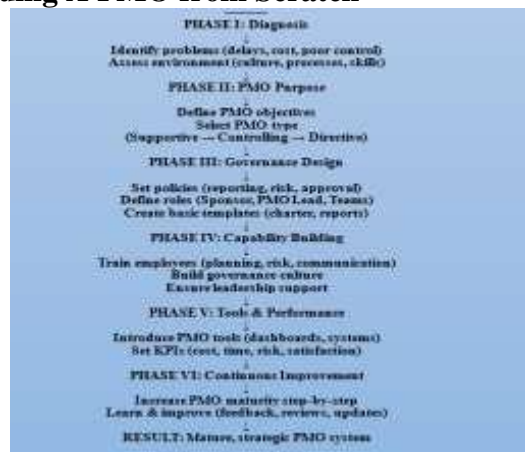 A PMO from Scratch
PHASE I: Diagnosis
↓
Identify problems (delays, cost, poor control)
Assess environment (culture, processes, skills)
↓
PHASE II: PMO Purpose
↓
Define PMO objectives
Select PMO type
(Supportive → Controlling → Directive)
↓
PHASE III: Governance Design
↓
Set policies (reporting, risk, approval)
Define roles (Sponsor, PMO Lead, Teams)
Create basic templates (charter, reports)
↓
PHASE IV: Capability Building
↓
Train employees (planning, risk, communication)
Build governance culture
Ensure leadership support
↓
PHASE V: Tools & Performance
↓
Introduce PMO tools (dashboards, systems)
Set KPIs (cost, time, risk, satisfaction)
↓
PHASE VI: Continuous Improvement
↓
Increase PMO maturity step-by-step
Learn & improve (feedback, reviews, updates)
↓
RESULT: Mature, strategic PMO system